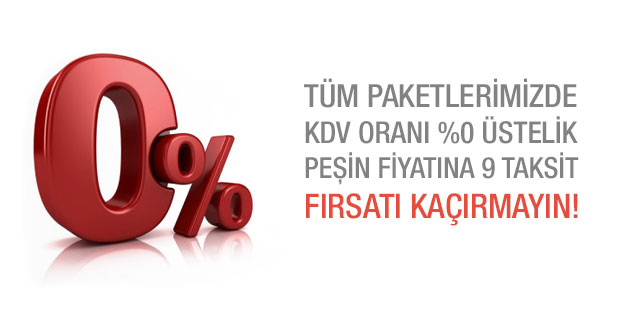 0%
TÜM PAKETLERİMİZDE
KDV ORANI %0 ÜSTELİK
PEŞİN FİYATINA 9 TAKSİT
FIRSATI KAÇIRMAYIN!